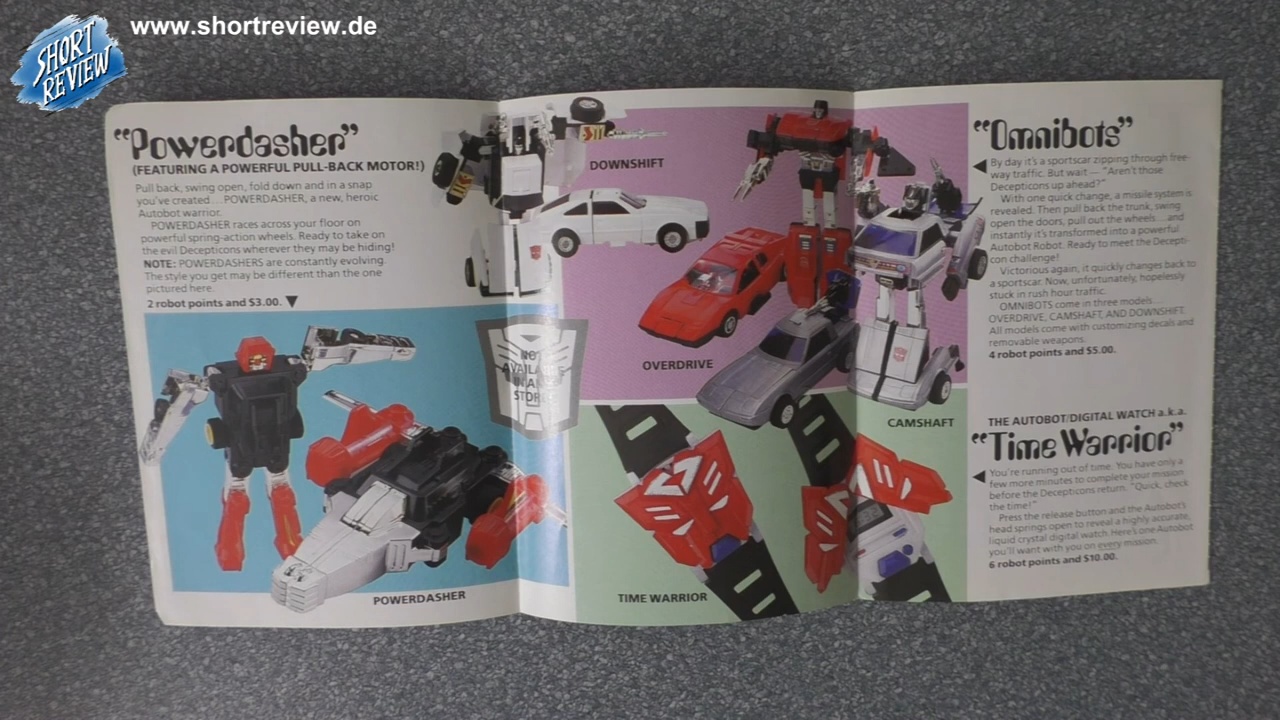 www.shortreview.de
SHORT
REVIEW
“Powerdasher”
(FEATURING A POWERFUL PULL-BACK MOTOR!)
Pull back, swing open, fold down and in a snap
you've created... POWERDASHER, a new, heroic
Autobot warrior.
POWERDASHER races across your floor on
powerful spring-action wheels. Ready to take on
the evil Decepticons wherever they may be hiding!
NOTE: POWERDASHERS are constantly evolving.
The style you get may be different than the one
pictured here.
2 robot points and $3.00. ▼
POWERDASHER
NOT
AVAILABLE
IN ANY
STORE
DOWNSHIFT
OVERDRIVE
CAMSHAFT
TIME WARRIOR
“Omnibots”
◀ By day it's a sportscar zipping through free-
way traffic. But wait — “Aren't those
Decepticons up ahead?”
With one quick change, a missile system is
revealed. Then pull back the trunk, swing
open the doors, pull out the wheels...and
instantly it's transformed into a powerful
Autobot Robot. Ready to meet the Decepti-
con challenge!
Victorious again, it quickly changes back to
a sportscar. Now, unfortunately, hopelessly
stuck in rush hour traffic.
OMNIBOTS come in three models...
OVERDRIVE, CAMSHAFT, AND DOWNSHIFT.
All models come with customizing decals and
removable weapons.
4 robot points and $5.00.
THE AUTOBOT/DIGITAL WATCH a.k.a.
“Time Warrior”
◀ You're running out of time. You have only a
few more minutes to complete your mission
before the Decepticons return. “Quick, check
the time!”
Press the release button and the Autobot's
head springs open to reveal a highly accurate,
liquid crystal digital watch. Here's one Autobot
you'll want with you on every mission.
6 robot points and $10.00.